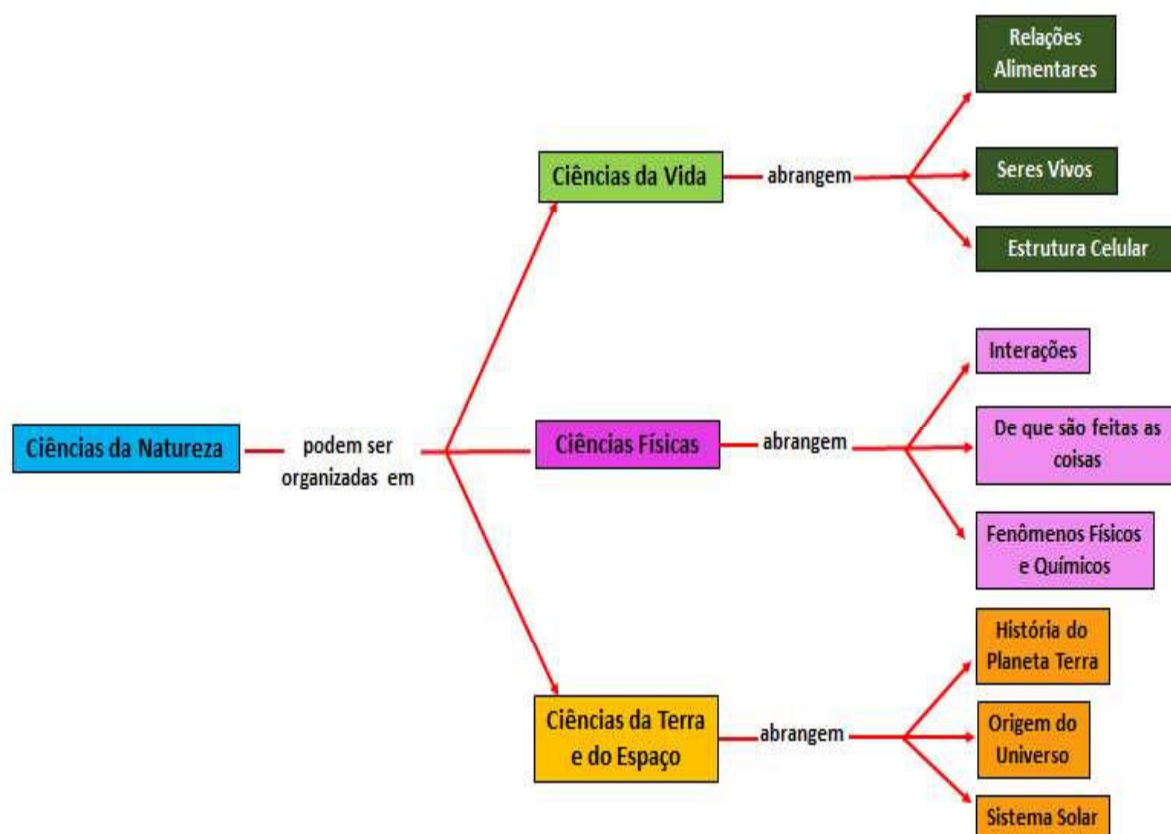 Ciências da Natureza
podem ser
organizadas em
Ciências da Vida
abrangem
Relações
Alimentares
Seres Vivos
Estrutura Celular
Ciências Físicas
abrangem
Interações
De que são feitas as
coisas
Fenômenos Físicos
e Químicos
Ciências da Terra
e do Espaço
abrangem
História do
Planeta Terra
Origem do
Universo
Sistema Solar